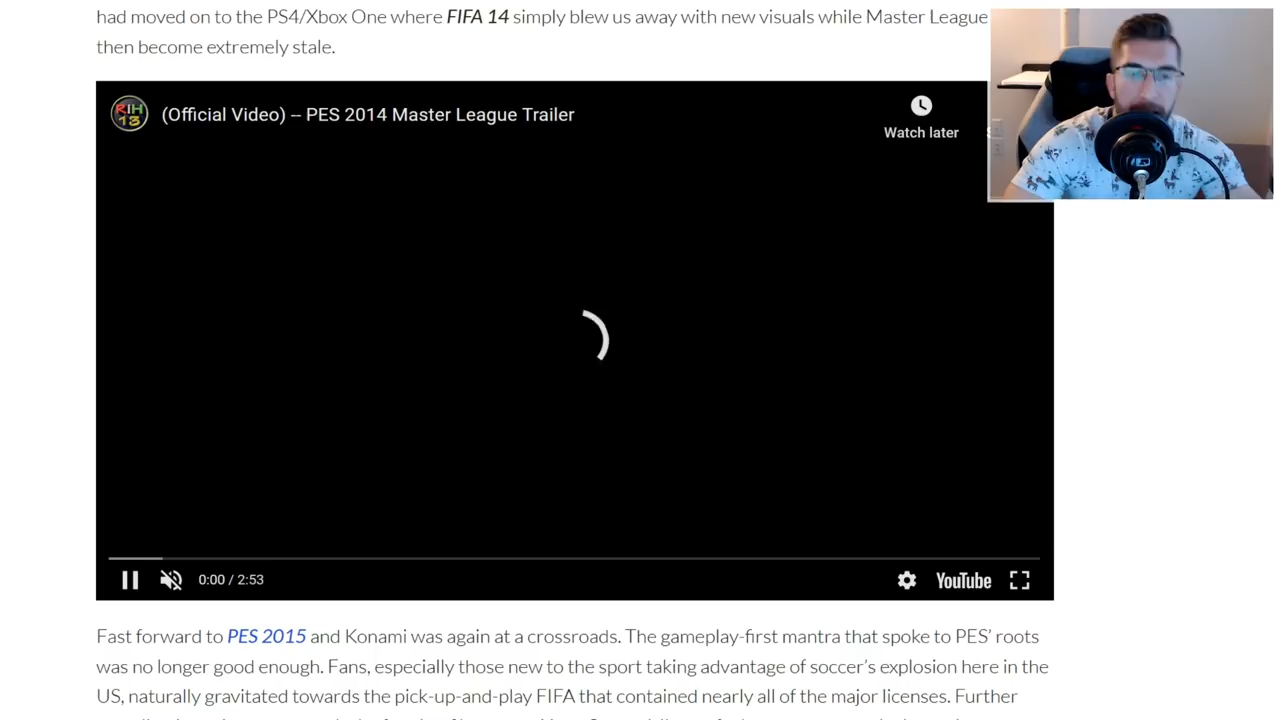 had moved on to the PS4/Xbox One where FIFA 14 simply blew us away with new visuals while Master League
then become extremely stale.
RIH
13
(Official Video) -- PES 2014 Master League Trailer
Watch later
0:00 / 2:53
YouTube
Fast forward to PES 2015 and Konami was again at a crossroads. The gameplay-first mantra that spoke to PES’ roots
was no longer good enough. Fans, especially those new to the sport taking advantage of soccer’s explosion here in the
US, naturally gravitated towards the pick-up-and-play FIFA that contained nearly all of the major licenses. Further